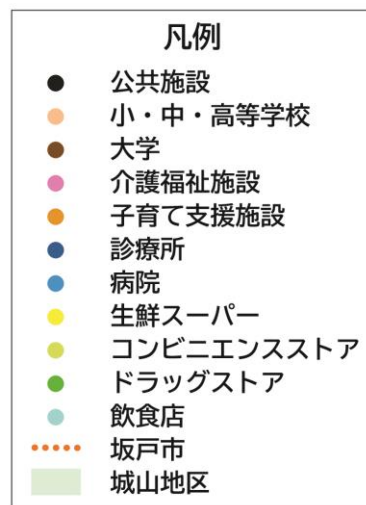 凡例
公共施設
小・中・高等学校
大学
介護福祉施設
子育て支援施設
診療所
病院
生鮮スーパー
コンビニエンスストア
ドラッグストア
飲食店
坂戸市
城山地区